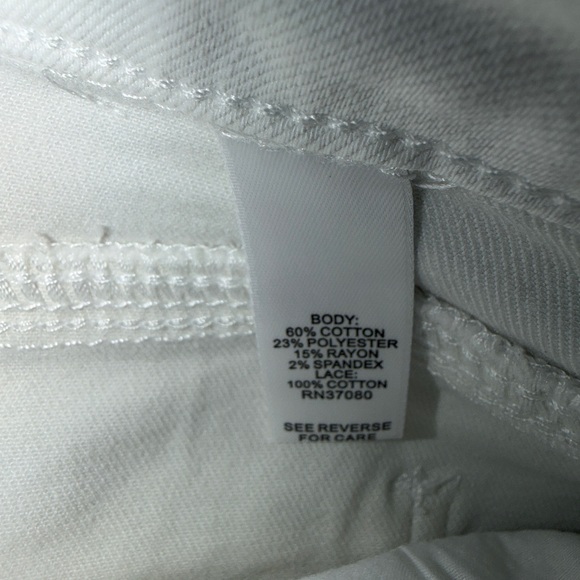 BODY:
60% COTTON
23% POLYESTER
15% RAYON
2% SPANDEX
LACE:
100% COTTON
RN37080
SEE REVERSE
FOR CARE